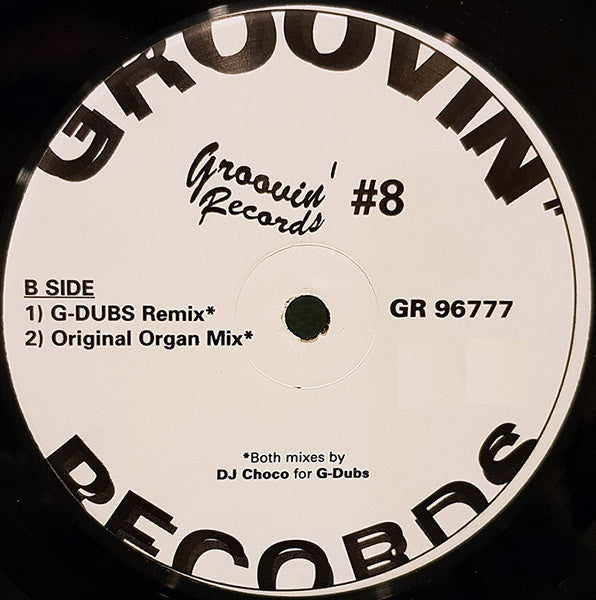 GROOVIN'
Groovin'
Records
#8
B SIDE
1) G-DUBS Remix*
2) Original Organ Mix*
GR 96777
*Both mixes by
DJ Choco for G-Dubs
RECORDS